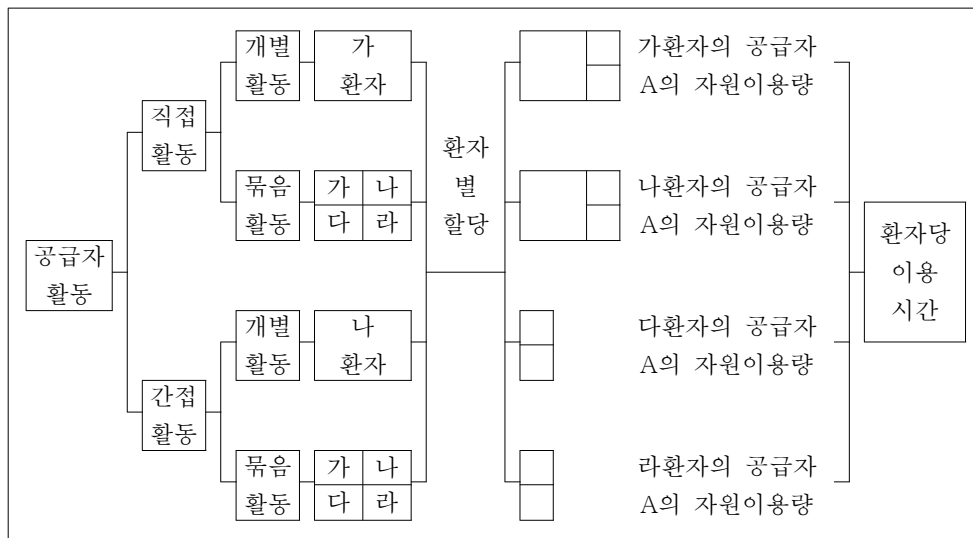 공급자
활동
직접
활동
간접
활동
개별
활동
가
환자
묶음
활동
가 나
다 라
개별
활동
나
환자
묶음
활동
가 나
다 라
환자
별
할당
가환자의 공급자
A의 자원이용량
나환자의 공급자
A의 자원이용량
다환자의 공급자
A의 자원이용량
라환자의 공급자
A의 자원이용량
환자당
이용
시간